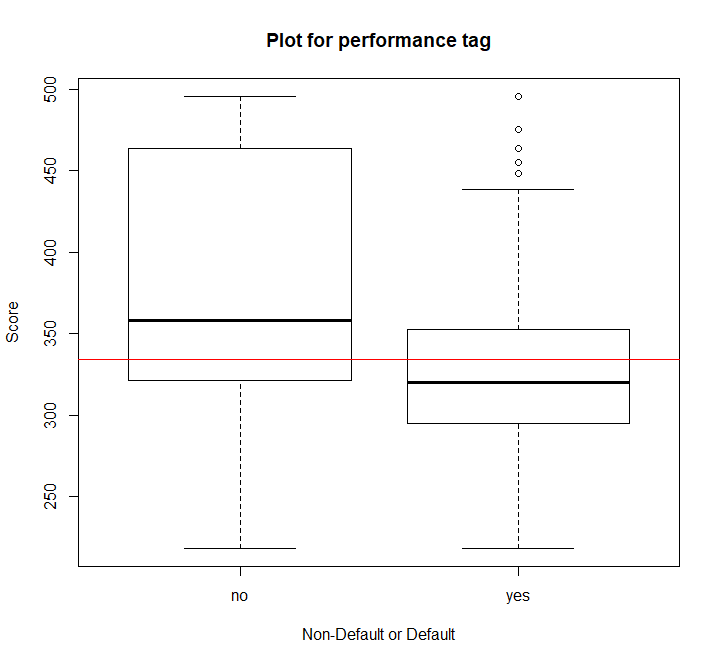 Plot for performance tag
500
450
400
350
300
250
Score
no
yes
Non-Default or Default